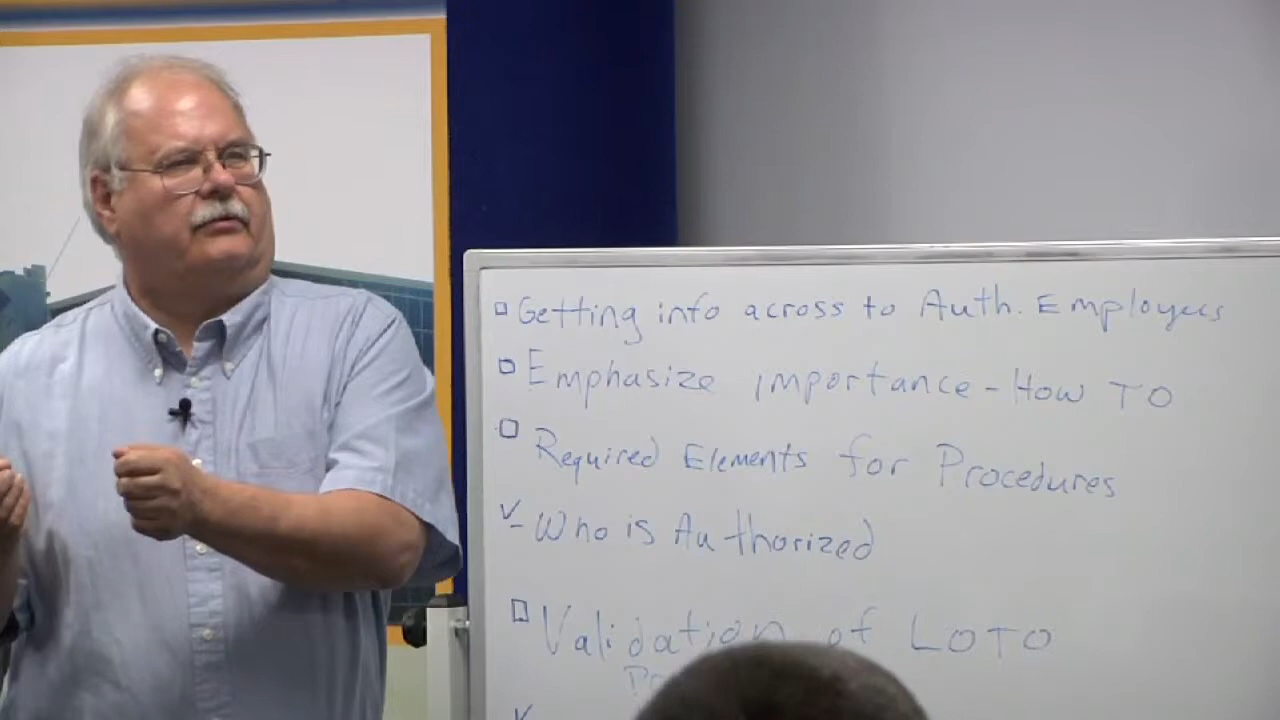 Getting info across to Auth. Employees
Emphasize importance - How TO
Required Elements for Procedures
- Who is Authorized
Validation of LOTO